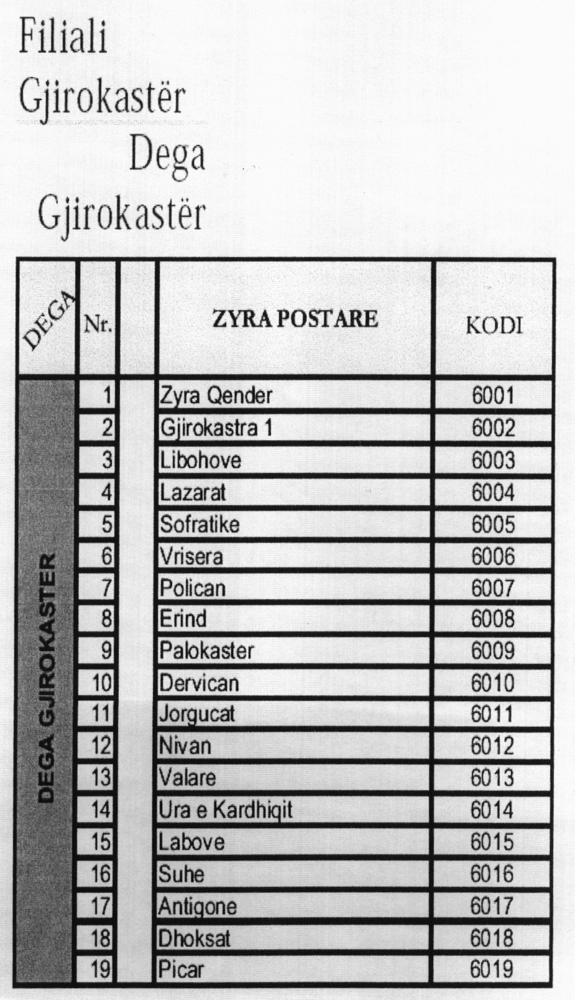 Filiali
Gjirokastër
Dega
Gjirokastër
DEGA Nr. ZYRA POSTARE KODI
DEGA GJIROKASTER
1 Zyra Qender 6001
2 Gjirokastra 1 6002
3 Libohove 6003
4 Lazarat 6004
5 Sofratike 6005
6 Vrisera 6006
7 Polican 6007
8 Erind 6008
9 Palokaster 6009
10 Dervican 6010
11 Jorgucat 6011
12 Nivan 6012
13 Valare 6013
14 Ura e Kardhiqit 6014
15 Labove 6015
16 Suhe 6016
17 Antigone 6017
18 Dhoksat 6018
19 Picar 6019